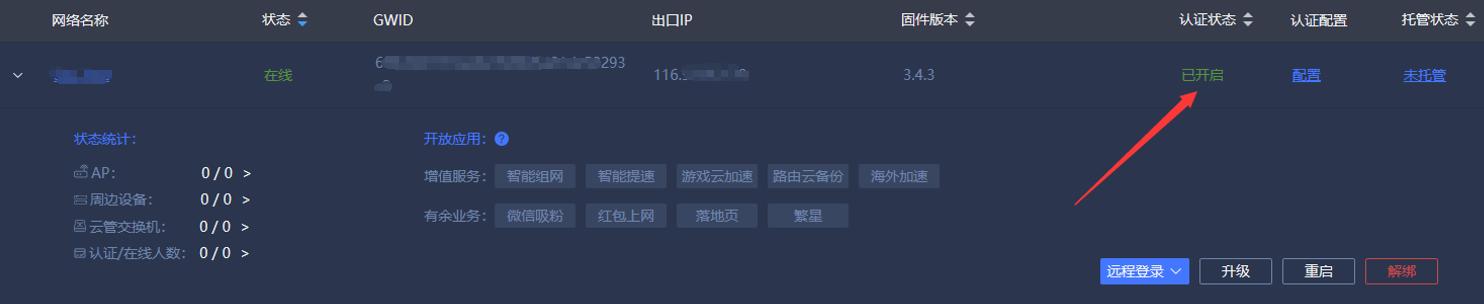 网络名称 状态 GWID 出口IP 固件版本 认证状态 认证配置 托管状态
在线 116. 3.4.3 已开启 配置 未托管
状态统计： 开放应用： ?
AP： 0 / 0 > 增值服务： 智能组网 智能提速 游戏云加速 路由云备份 海外加速
周边设备： 0 / 0 >
云管交换机： 0 / 0 > 有余业务： 微信吸粉 红包上网 落地页 繁星
认证/在线人数： 0 / 0 >
远程登录 升级 重启 解绑